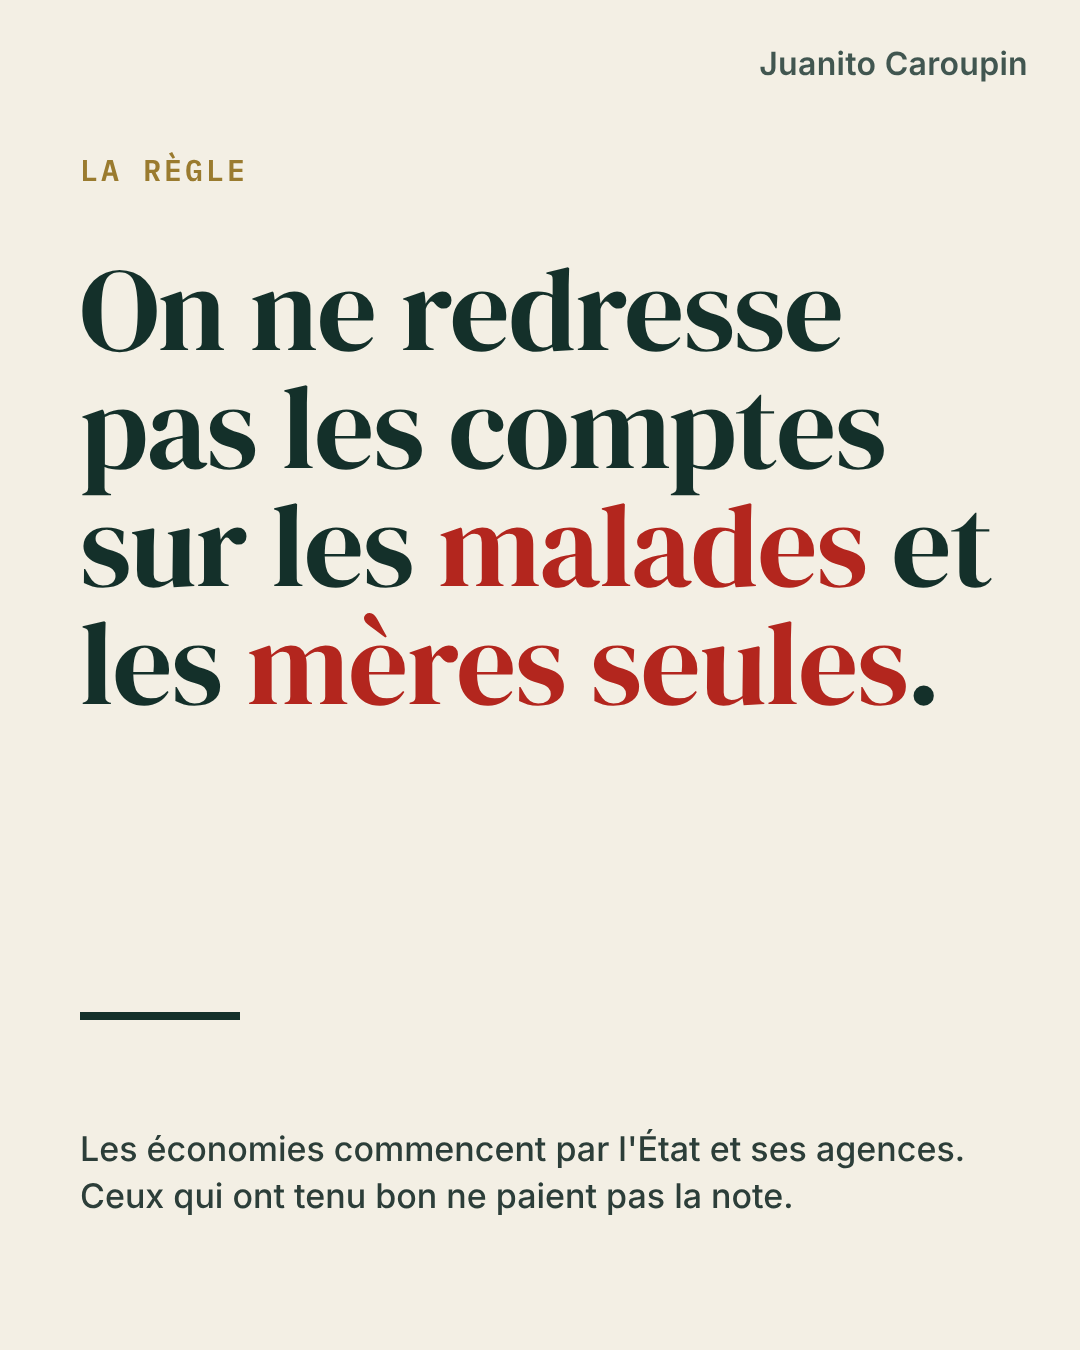 Juanito Caroupin
LA RÈGLE
On ne redresse
pas les comptes
sur les malades et
les mères seules.
Les économies commencent par l'État et ses agences.
Ceux qui ont tenu bon ne paient pas la note.